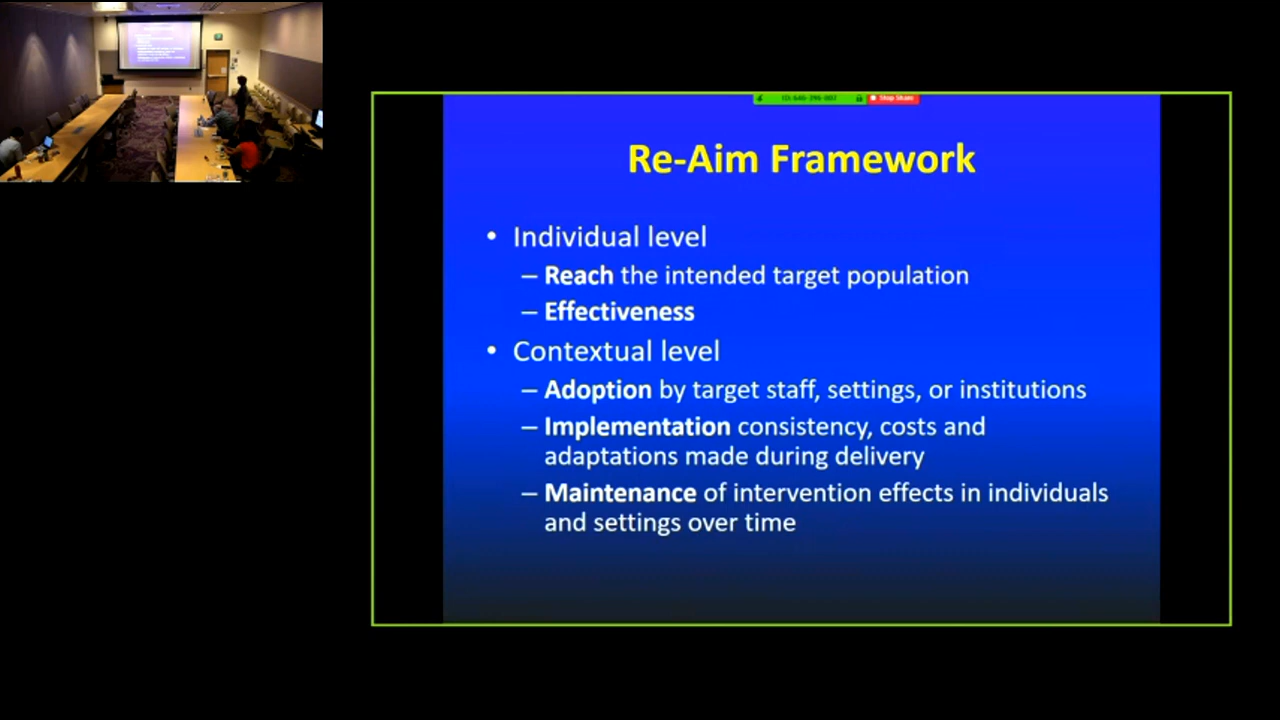 Stop Share
Re-Aim Framework
• Individual level
– Reach the intended target population
– Effectiveness
• Contextual level
– Adoption by target staff, settings, or institutions
– Implementation consistency, costs and
adaptations made during delivery
– Maintenance of intervention effects in individuals
and settings over time